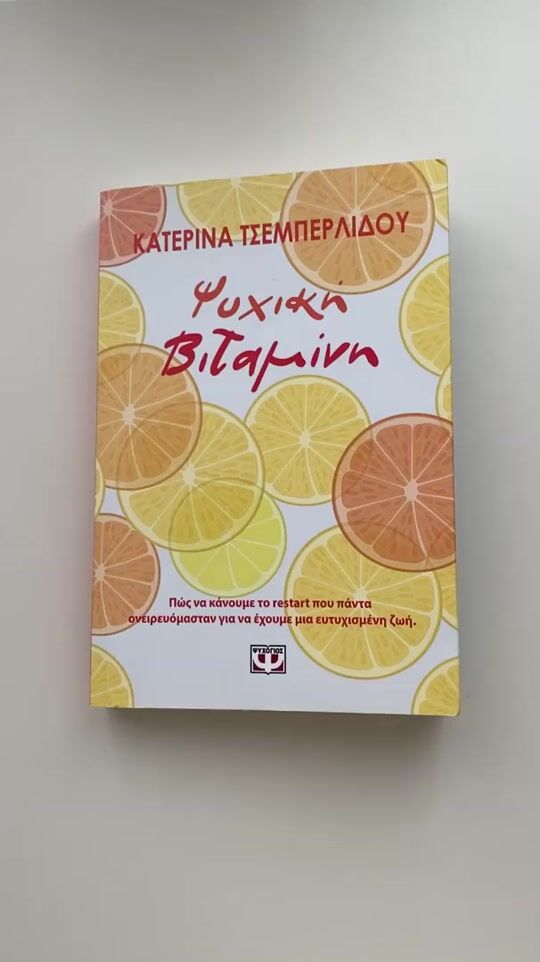 ΚΑΤΕΡΙΝΑ ΤΣΕΜΠΕΡΛΙΔΟΥ
Ψυχική
Βιταμίνη
Πώς να κάνουμε το restart που πάντα
ονειρευόμασταν για να έχουμε μια ευτυχισμένη ζωή.
ΨΥΧΟΓΙΟΣ
Ψ